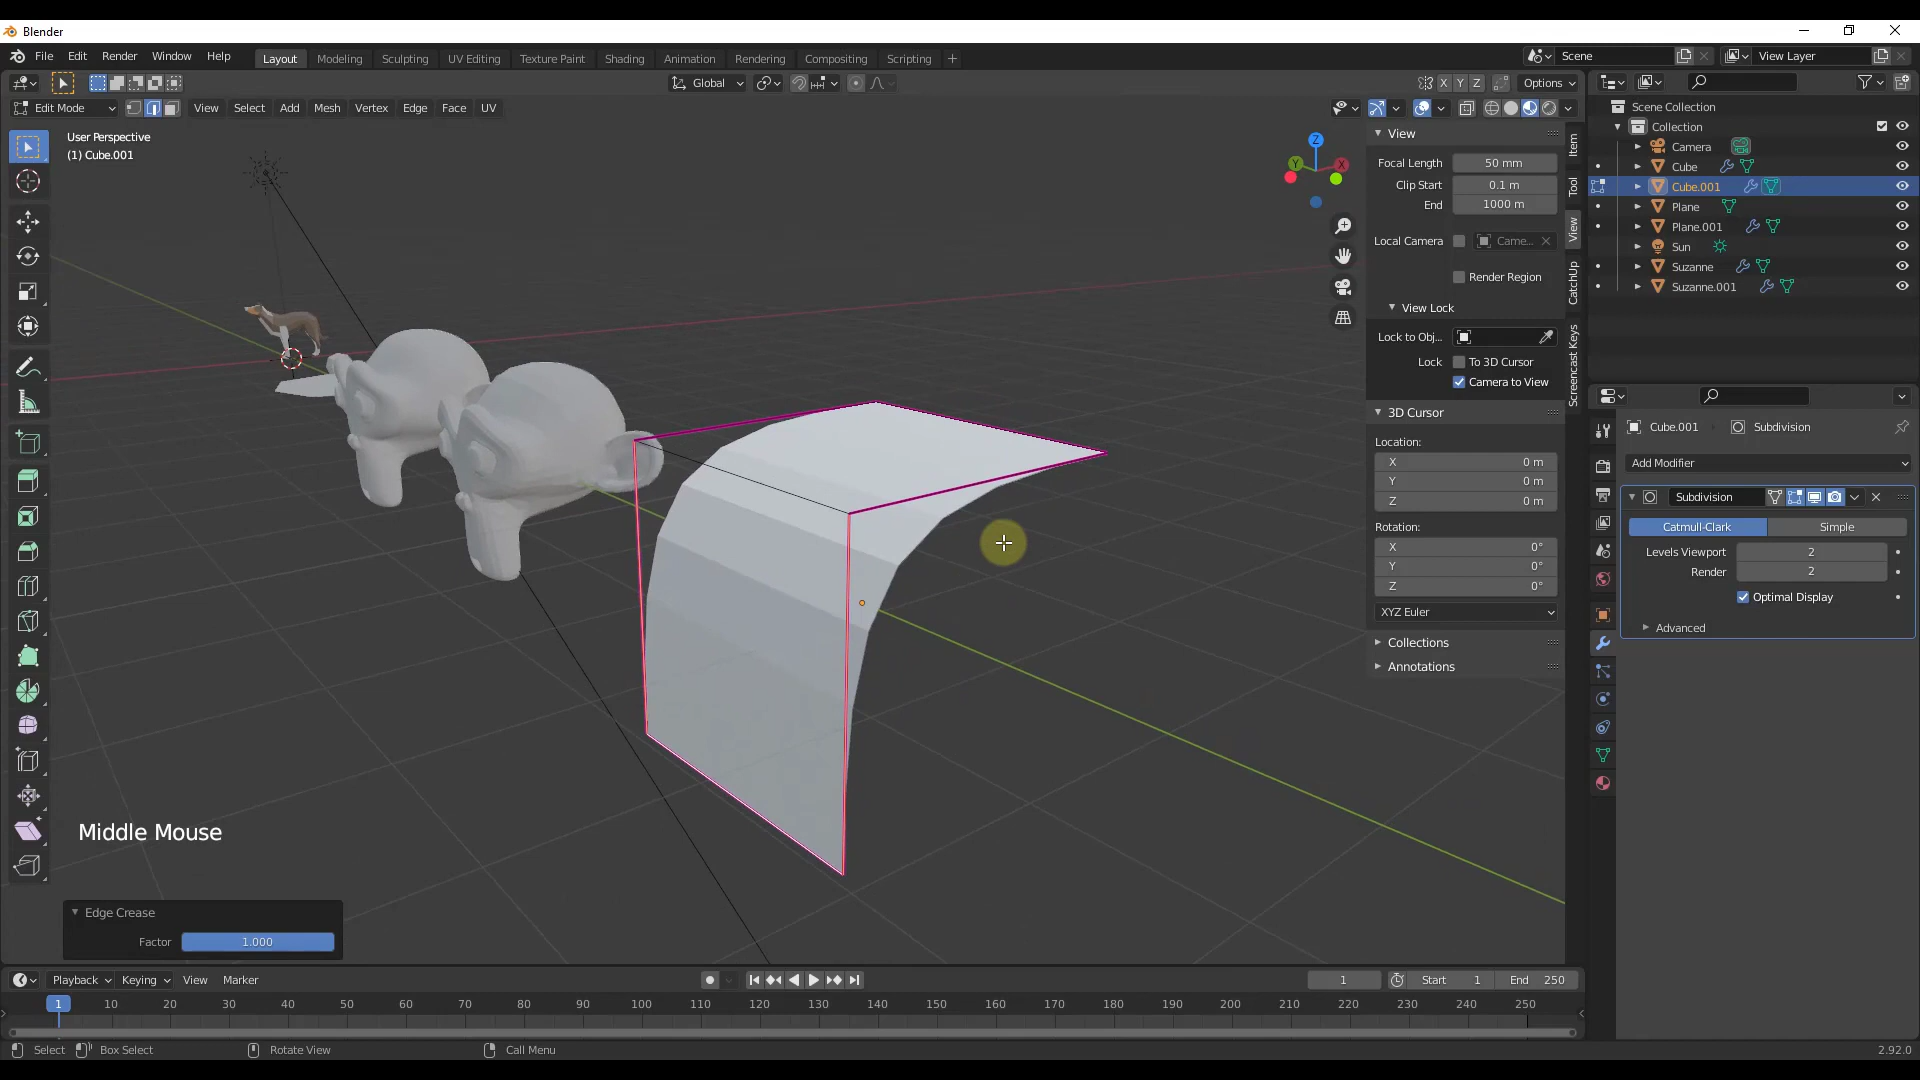 Blender
File Edit Render Window Help Layout Modeling Sculpting UV Editing Texture Paint Shading Animation Rendering Compositing Scripting + Scene View Layer
Global X Y Z Options
Edit Mode View Select Add Mesh Vertex Edge Face UV
User Perspective
(1) Cube.001
Z
Y
X
View
Focal Length 50 mm
Clip Start 0.1 m
End 1000 m
Local Camera Came...
Render Region
View Lock
Lock to Obj...
Lock To 3D Cursor
Camera to View
3D Cursor
Location:
X 0 m
Y 0 m
Z 0 m
Rotation:
X 0°
Y 0°
Z 0°
XYZ Euler
Collections
Annotations
Item
Tool
View
CatchUp
Screencast Keys
Scene Collection
Collection
Camera
Cube
Cube.001
Plane
Plane.001
Sun
Suzanne
Suzanne.001
Cube.001 Subdivision
Add Modifier
Subdivision
Catmull-Clark Simple
Levels Viewport 2
Render 2
Optimal Display
Advanced
Middle Mouse
Edge Crease
Factor 1.000
Playback Keying View Marker 1 Start 1 End 250
1 10 20 30 40 50 60 70 80 90 100 110 120 130 140 150 160 170 180 190 200 210 220 230 240 250
Select Box Select Rotate View Call Menu 2.92.0